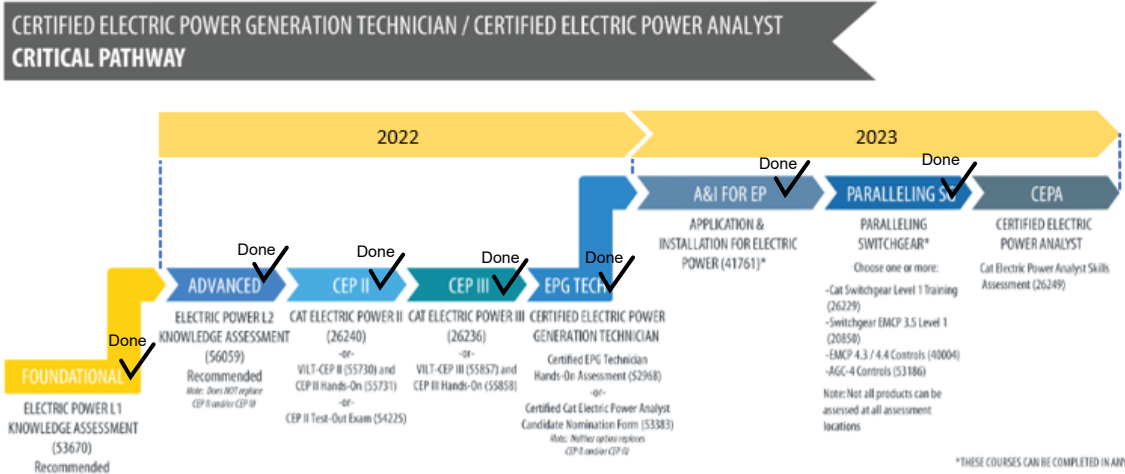 CERTIFIED ELECTRIC POWER GENERATION TECHNICIAN / CERTIFIED ELECTRIC POWER ANALYST
CRITICAL PATHWAY
2022
2023
Done
FOUNDATIONAL
ELECTRIC POWER L1
KNOWLEDGE ASSESSMENT
(53670)
Recommended
Done
ADVANCED
ELECTRIC POWER L2
KNOWLEDGE ASSESSMENT
(56059)
Recommended
Note: Does NOT replace
CEP II and/or CEP III
Done
CEP II
CAT ELECTRIC POWER II
(26240)
-or-
VILT-CEP II (55730) and
CEP II Hands-On (55731)
-or-
CEP II Test-Out Exam (54225)
Done
CEP III
CAT ELECTRIC POWER III
(26236)
-or-
VILT-CEP III (55857) and
CEP III Hands-On (55858)
Done
EPG TECH
CERTIFIED ELECTRIC POWER
GENERATION TECHNICIAN
Certified EPG Technician
Hands-On Assessment (52968)
-or-
Certified Cat Electric Power Analyst
Candidate Nomination Form (53383)
Note: Neither option replaces
CEP II and/or CEP III
Done
A&I FOR EP
APPLICATION &
INSTALLATION FOR ELECTRIC
POWER (41761)*
Done
PARALLELING SG
PARALLELING
SWITCHGEAR*
Choose one or more:
-Cat Switchgear Level 1 Training
(26229)
-Switchgear EMCP 3.S Level 1
(20850)
-EMCP 4.3 / 4.4 Controls (40004)
-AGC-4 Controls (53186)
Note: Not all products can be
assessed at all assessment
locations
CEPA
CERTIFIED ELECTRIC
POWER ANALYST
Cat Electric Power Analyst Skills
Assessment (26249)
*THESE COURSES CAN BE COMPLETED IN